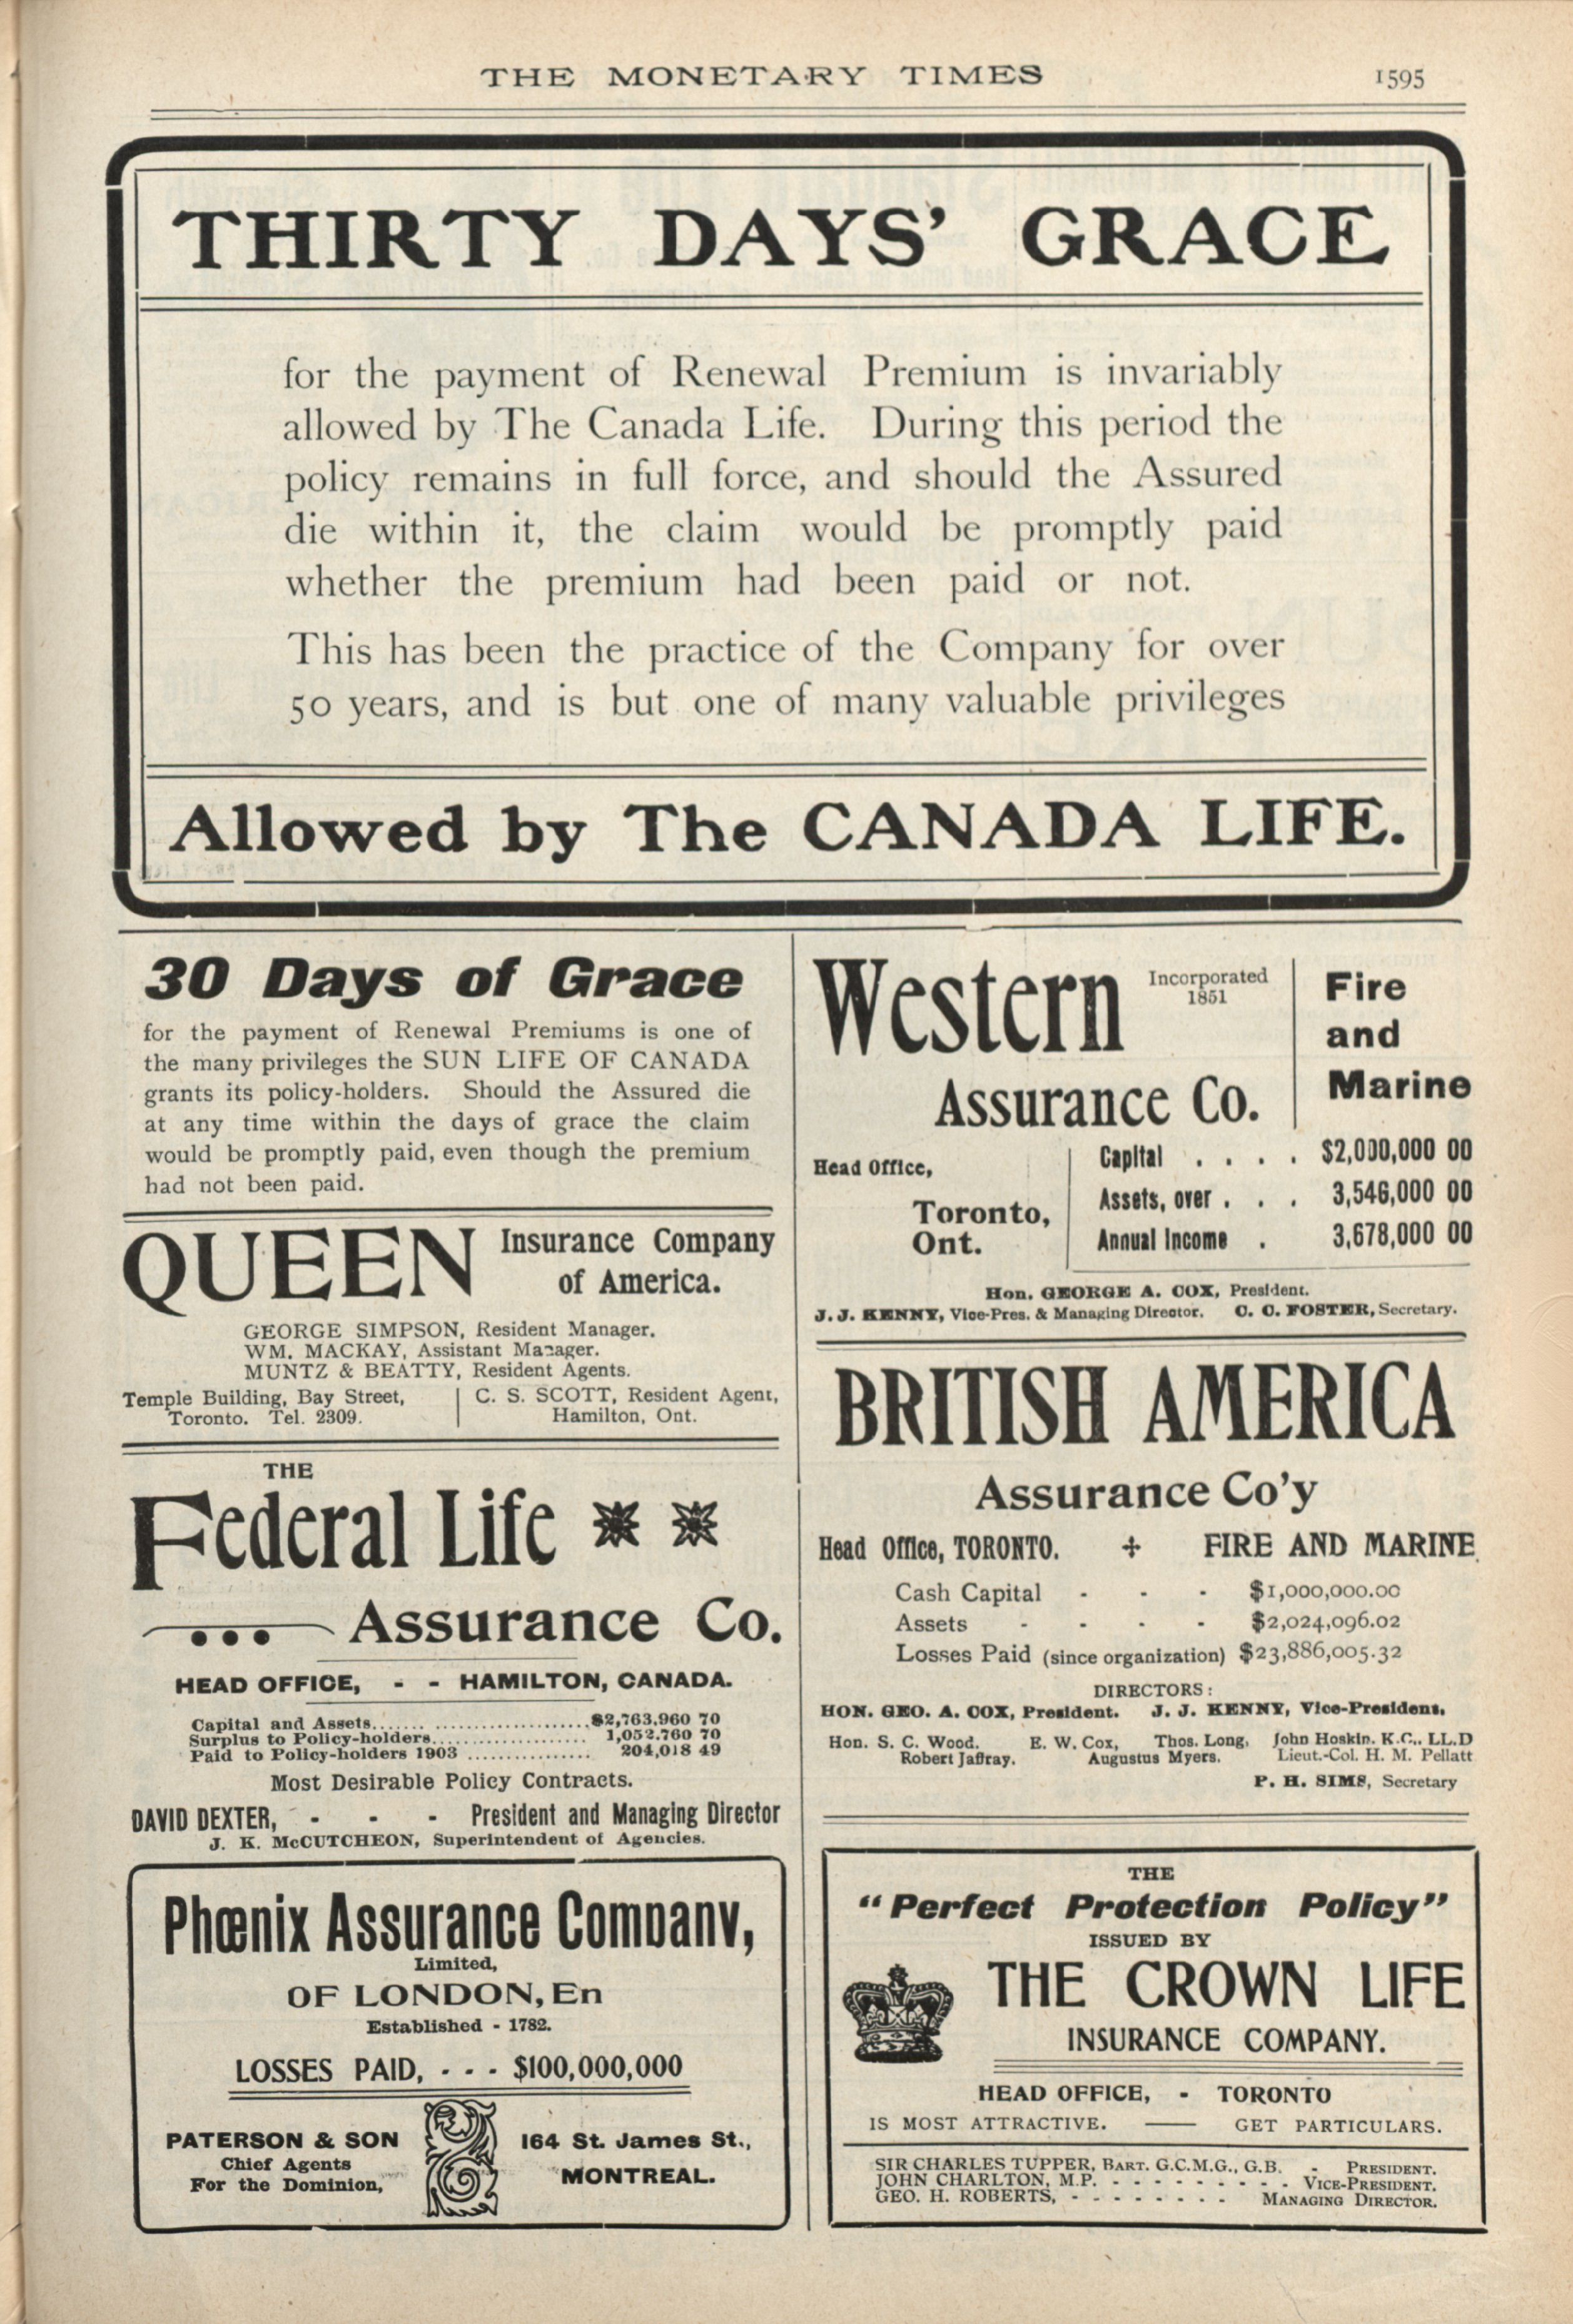 THE MONETARY TIMES 1595
THIRTY DAYS’ GRACE
for the payment of Renewal Premium is invariably
allowed by The Canada Life. During this period the
policy remains in full force, and should the Assured
die within it, the claim would be promptly paid
whether the premium had been paid or not.
This has been the practice of the Company for over
50 years, and is but one of many valuable privileges
Allowed by The CANADA LIFE.
30 Days of Grace
for the payment of Renewal Premiums is one of
the many privileges the SUN LIFE OF CANADA
grants its policy-holders. Should the Assured die
at any time within the days of grace the claim
would be promptly paid, even though the premium
had not been paid.
QUEEN Insurance Company
of America.
GEORGE SIMPSON, Resident Manager.
WM. MACKAY, Assistant Manager.
MUNTZ & BEATTY, Resident Agents.
Temple Building, Bay Street,
Toronto. Tel. 2309.
C. S. SCOTT, Resident Agent,
Hamilton, Ont.
THE
Federal Life
Assurance Co.
HEAD OFFICE, - - HAMILTON, CANADA.
Capital and Assets.......................... $2,763,960 70
Surplus to Policy-holders..................... 1,052,760 70
Paid to Policy-holders 1903 ................ 204,018 49
Most Desirable Policy Contracts.
DAVID DEXTER, - - - President and Managing Director
J. K. McCUTCHEON, Superintendent of Agencies.
Phœnix Assurance Company,
Limited,
OF LONDON, En
Established - 1782.
LOSSES PAID, - - - $100,000,000
PATERSON & SON
Chief Agents
For the Dominion,
164 St. James St.,
MONTREAL.
Western
Incorporated
1851
Assurance Co.
Fire
and
Marine
Head Office,
Toronto,
Ont.
Capital . . . . $2,000,000 00
Assets, over . . . 3,546,000 00
Annual Income . 3,678,000 00
Hon. GEORGE A. COX, President.
J. J. KENNY, Vice-Pres. & Managing Director. C. C. FOSTER, Secretary.
BRITISH AMERICA
Assurance Co’y
Head Office, TORONTO. + FIRE AND MARINE
Cash Capital - - - $1,000,000.00
Assets - - - - $2,024,096.02
Losses Paid (since organization) $23,886,005.32
DIRECTORS:
HON. GEO. A. COX, President. J. J. KENNY, Vice-President,
Hon. S. C. Wood. E. W. Cox, Thos. Long, John Hoskin, K.C., LL.D
Robert Jaffray. Augustus Myers. Lieut.-Col. H. M. Pellatt
P. H. SIMS, Secretary
THE
“Perfect Protection Policy”
ISSUED BY
THE CROWN LIFE
INSURANCE COMPANY.
HEAD OFFICE, - TORONTO
IS MOST ATTRACTIVE. —— GET PARTICULARS.
SIR CHARLES TUPPER, BART. G.C.M.G., G.B. - PRESIDENT.
JOHN CHARLTON, M.P. - - - - - - - - - VICE-PRESIDENT.
GEO. H. ROBERTS, - - - - - - - - MANAGING DIRECTOR.